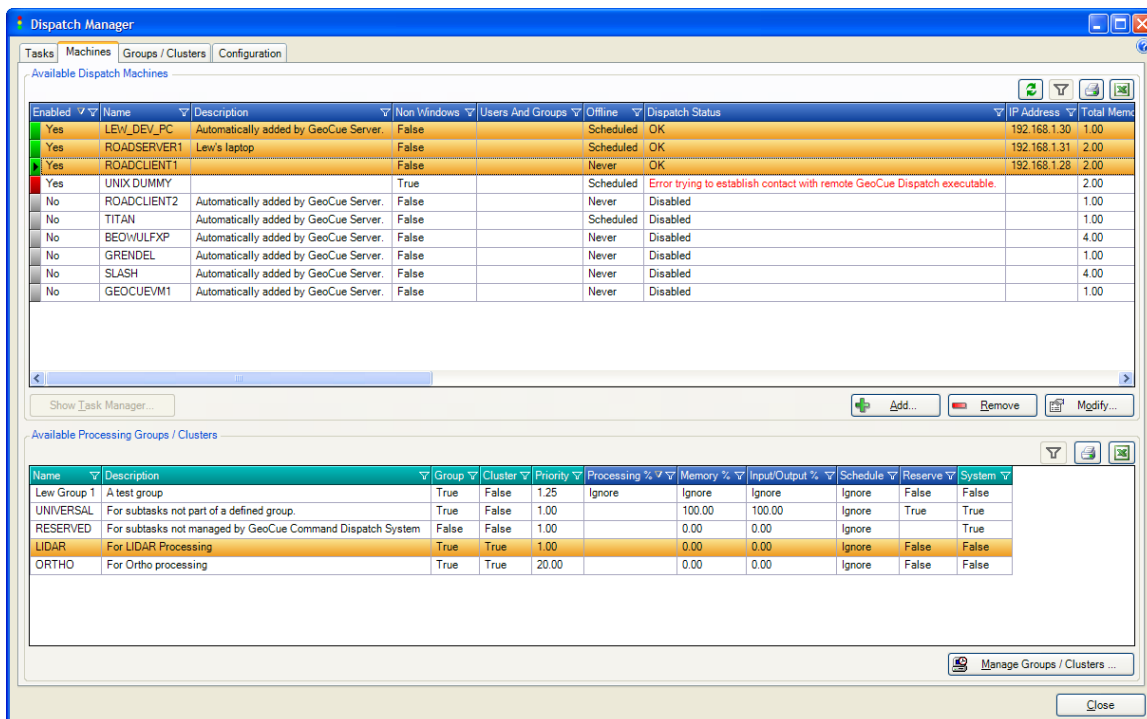 Dispatch Manager
Tasks Machines Groups / Clusters Configuration
Available Dispatch Machines
Enabled Name Description Non Windows Users And Groups Offline Dispatch Status IP Address Total Memo
Yes LEW_DEV_PC Automatically added by GeoCue Server. False Scheduled OK 192.168.1.30 1.00
Yes ROADSERVER1 Lew's laptop False Scheduled OK 192.168.1.31 2.00
Yes ROADCLIENT1 False Never OK 192.168.1.28 2.00
Yes UNIX DUMMY True Scheduled Error trying to establish contact with remote GeoCue Dispatch executable. 2.00
No ROADCLIENT2 Automatically added by GeoCue Server. False Never Disabled 1.00
No TITAN Automatically added by GeoCue Server. False Scheduled Disabled 1.00
No BEOWULFXP Automatically added by GeoCue Server. False Never Disabled 4.00
No GRENDEL Automatically added by GeoCue Server. False Never Disabled 1.00
No SLASH Automatically added by GeoCue Server. False Never Disabled 4.00
No GEOCUEVM1 Automatically added by GeoCue Server. False Never Disabled 1.00
Show Task Manager... Add... Remove Modify...
Available Processing Groups / Clusters
Name Description Group Cluster Priority Processing % Memory % Input/Output % Schedule Reserve System
Lew Group 1 A test group True False 1.25 Ignore Ignore Ignore Ignore False False
UNIVERSAL For subtasks not part of a defined group. True False 1.00 100.00 100.00 Ignore True True
RESERVED For subtasks not managed by GeoCue Command Dispatch System False False 1.00 0.00 0.00 Ignore True
LIDAR For LIDAR Processing True True 1.00 0.00 0.00 Ignore False False
ORTHO For Ortho processing True True 20.00 0.00 0.00 Ignore False False
Manage Groups / Clusters ...
Close